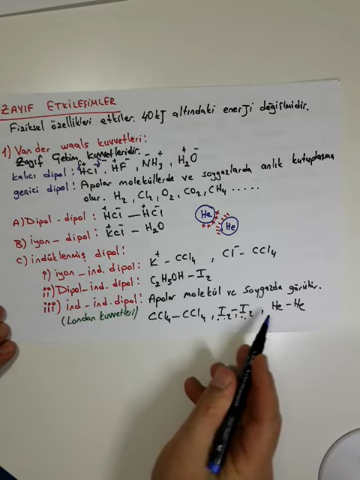 ZAYIF ETKİLEŞİMLER
Fiziksel özellikleri etkiler. 40kJ altındaki enerji değişimidir.
1) Van der waals kuvvetleri:
Zayıf Çekim kuvvetleridir.
kalıcı dipol: HCl, HF, NH3, H2O
geçici dipol: Apolar moleküllerde ve soygazlarda anlık kutuplaşma
olur. H2, Cl2, O2, CO2, CH4 .....
A) Dipol-dipol: HCl — HCl
He
He
B) iyon - dipol: KCl — H2O
C) indüklenmiş dipol:
i) iyon-ind. dipol: K+ - CCl4, Cl- - CCl4
ii) Dipol-ind. dipol: C2H5OH - I2
iii) ind-ind. dipol: Apolar molekül ve soygazda görülür.
(London kuvvetleri) CCl4 - CCl4, I2 - I2, He - He